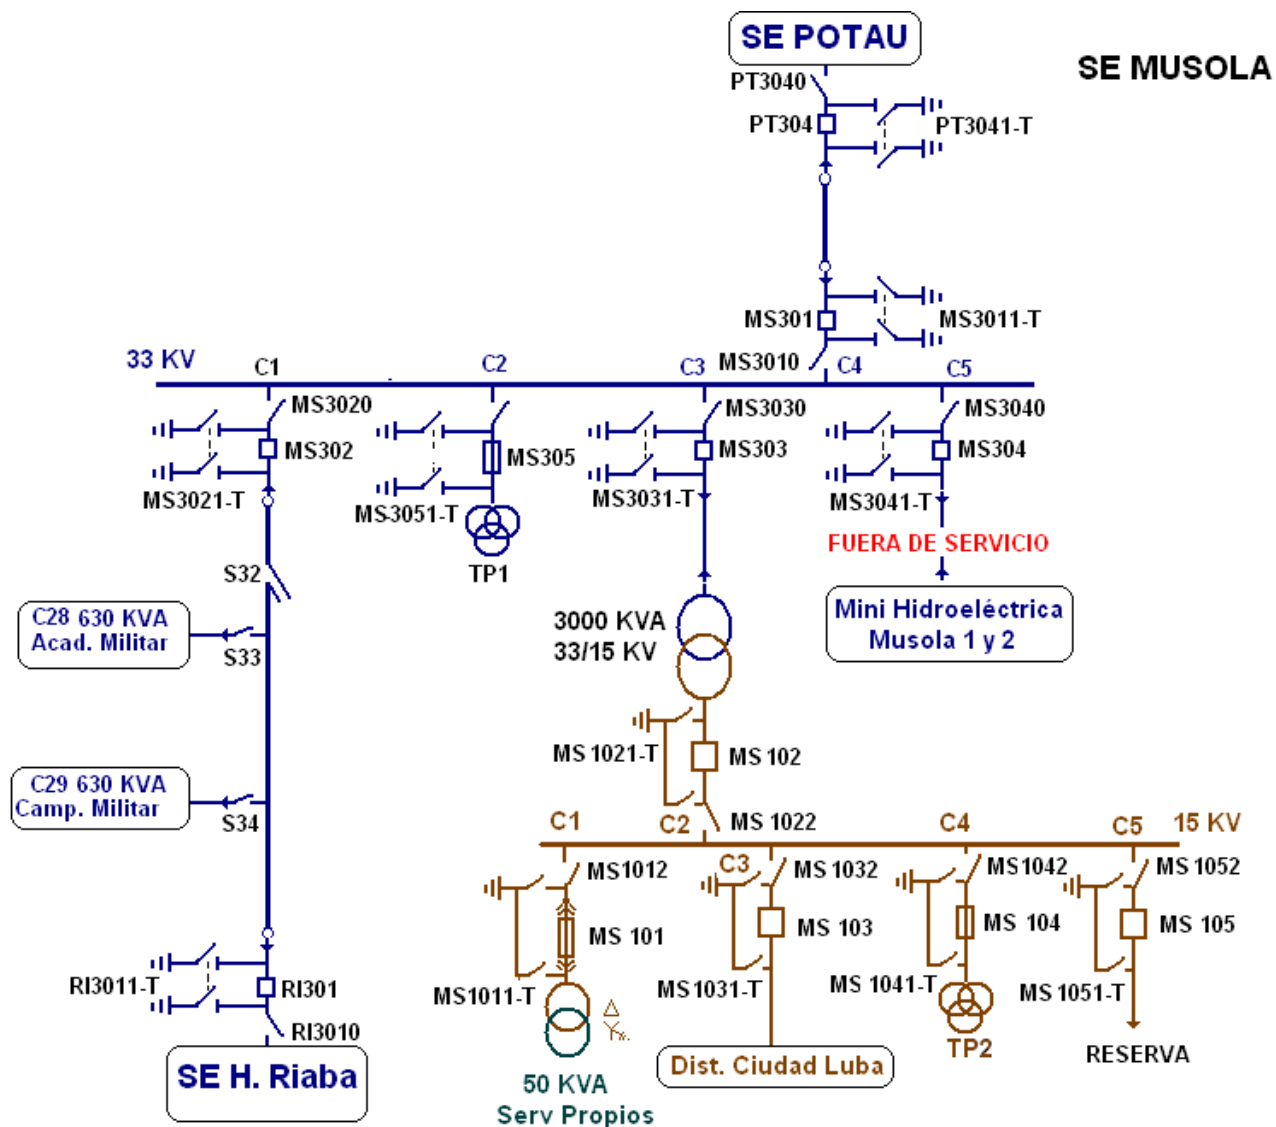 SE POTAU
SE MUSOLA
PT3040
PT304
PT3041-T
MS301
MS3011-T
MS3010
33 KV
C1
C2
C3
C4
C5
MS3020
MS302
MS3021-T
MS305
MS3051-T
TP1
MS3030
MS303
MS3031-T
MS3040
MS304
MS3041-T
FUERA DE SERVICIO
Mini Hidroeléctrica
Musola 1 y 2
S32
C28 630 KVA
Acad. Militar
S33
C29 630 KVA
Camp. Militar
S34
3000 KVA
33/15 KV
MS 1021-T
MS 102
MS 1022
15 KV
C1
C2
C3
C4
C5
MS1012
MS 101
MS1011-T
MS 1032
MS 103
MS1031-T
MS1042
MS 104
MS 1041-T
TP2
MS 1052
MS 105
MS 1051-T
RESERVA
RI3011-T
RI301
RI3010
SE H. Riaba
50 KVA
Serv Propios
Dist. Ciudad Luba